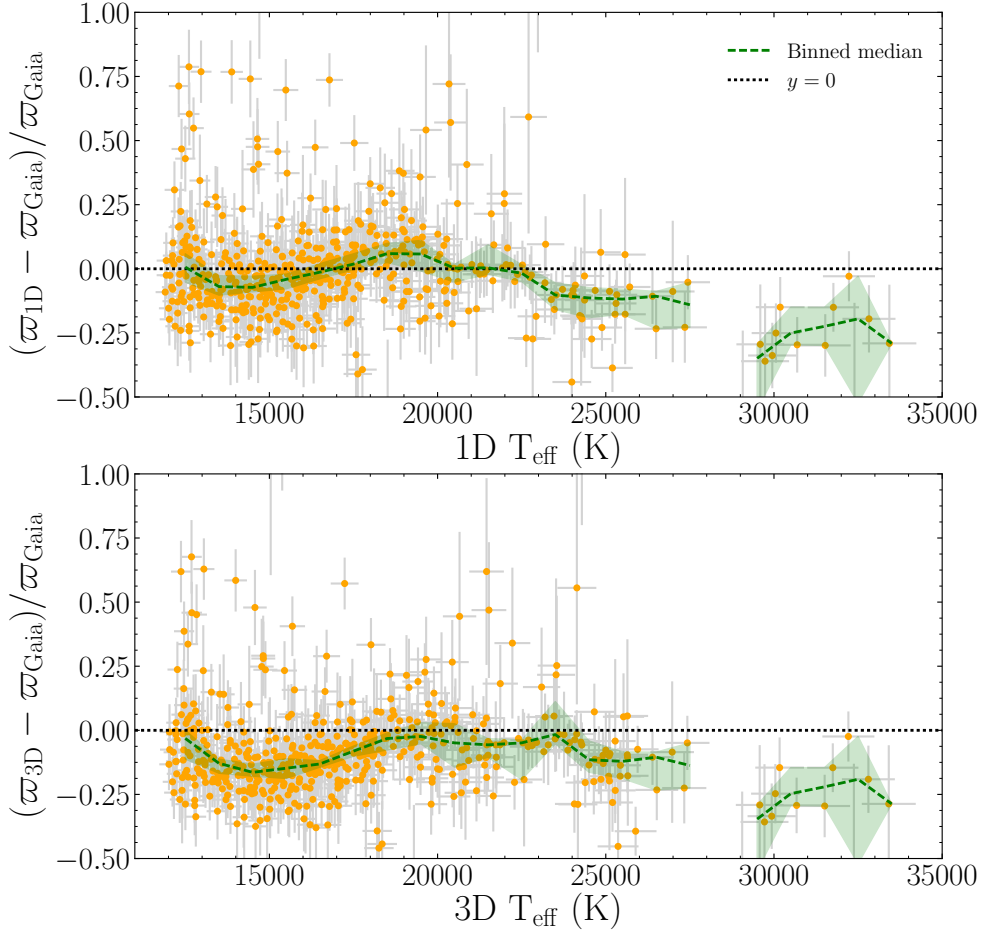 1.00
0.75
0.50
0.25
0.00
−0.25
−0.50
(ϖ1D − ϖGaia)/ϖGaia
Binned median
y = 0
15000 20000 25000 30000 35000
1D Teff (K)
1.00
0.75
0.50
0.25
0.00
−0.25
−0.50
(ϖ3D − ϖGaia)/ϖGaia
15000 20000 25000 30000 35000
3D Teff (K)